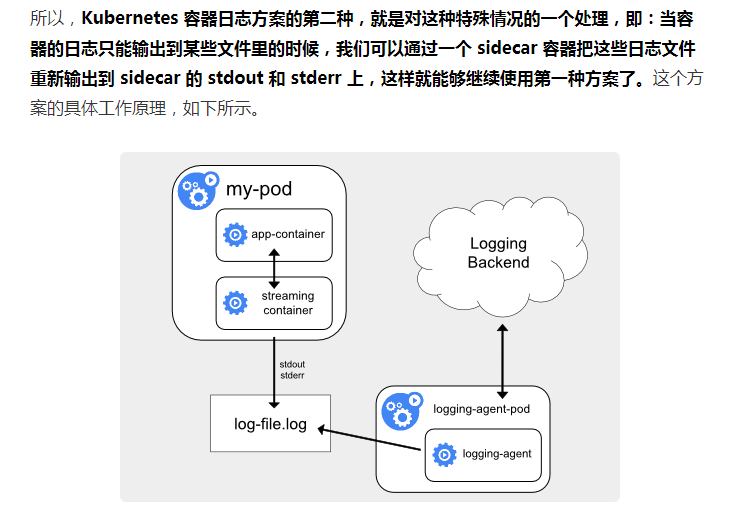 所以，Kubernetes 容器日志方案的第二种，就是对这种特殊情况的一个处理，即：当容
器的日志只能输出到某些文件里的时候，我们可以通过一个 sidecar 容器把这些日志文件
重新输出到 sidecar 的 stdout 和 stderr 上，这样就能够继续使用第一种方案了。这个方
案的具体工作原理，如下所示。
my-pod
app-container
streaming
container
stdout
stderr
log-file.log
Logging
Backend
logging-agent-pod
logging-agent